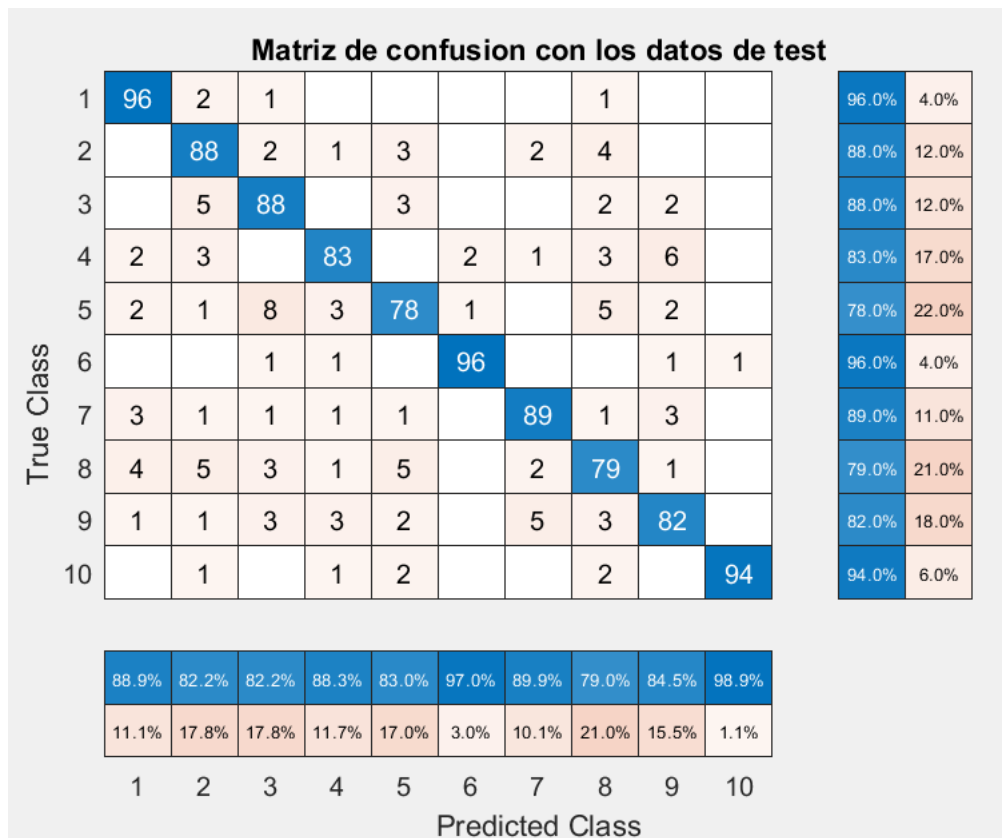 Matriz de confusion con los datos de test
1 96 2 1 1 96.0% 4.0%
2 88 2 1 3 2 4 88.0% 12.0%
3 5 88 3 2 2 88.0% 12.0%
4 2 3 83 2 1 3 6 83.0% 17.0%
5 2 1 8 3 78 1 5 2 78.0% 22.0%
6 1 1 96 1 1 96.0% 4.0%
7 3 1 1 1 1 89 1 3 89.0% 11.0%
8 4 5 3 1 5 2 79 1 79.0% 21.0%
9 1 1 3 3 2 5 3 82 82.0% 18.0%
10 1 1 2 2 94 94.0% 6.0%
True Class
88.9% 82.2% 82.2% 88.3% 83.0% 97.0% 89.9% 79.0% 84.5% 98.9%
11.1% 17.8% 17.8% 11.7% 17.0% 3.0% 10.1% 21.0% 15.5% 1.1%
1 2 3 4 5 6 7 8 9 10
Predicted Class